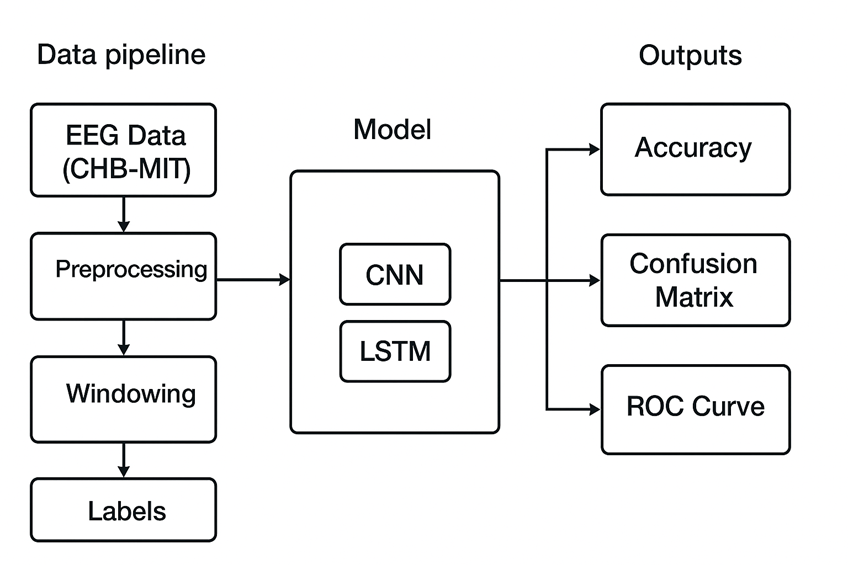 Data pipeline
EEG Data
(CHB-MIT)
Preprocessing
Windowing
Labels
Model
CNN
LSTM
Outputs
Accuracy
Confusion
Matrix
ROC Curve